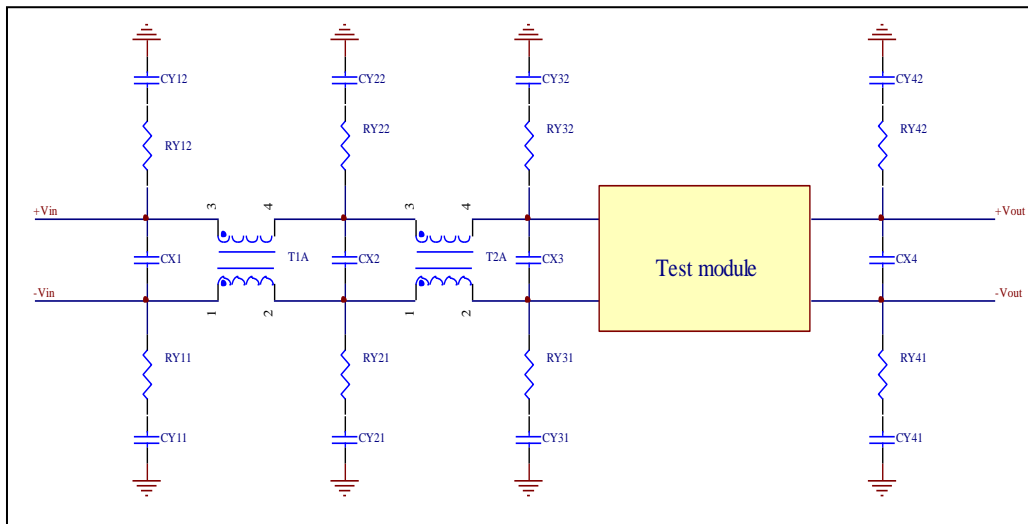 CY12 CY22 CY32 CY42
RY12 RY22 RY32 RY42
3 4 3 4
+Vin +Vout
CX1 T1A CX2 T2A CX3 Test module CX4
-Vin -Vout
1 2 1 2
RY11 RY21 RY31 RY41
CY11 CY21 CY31 CY41